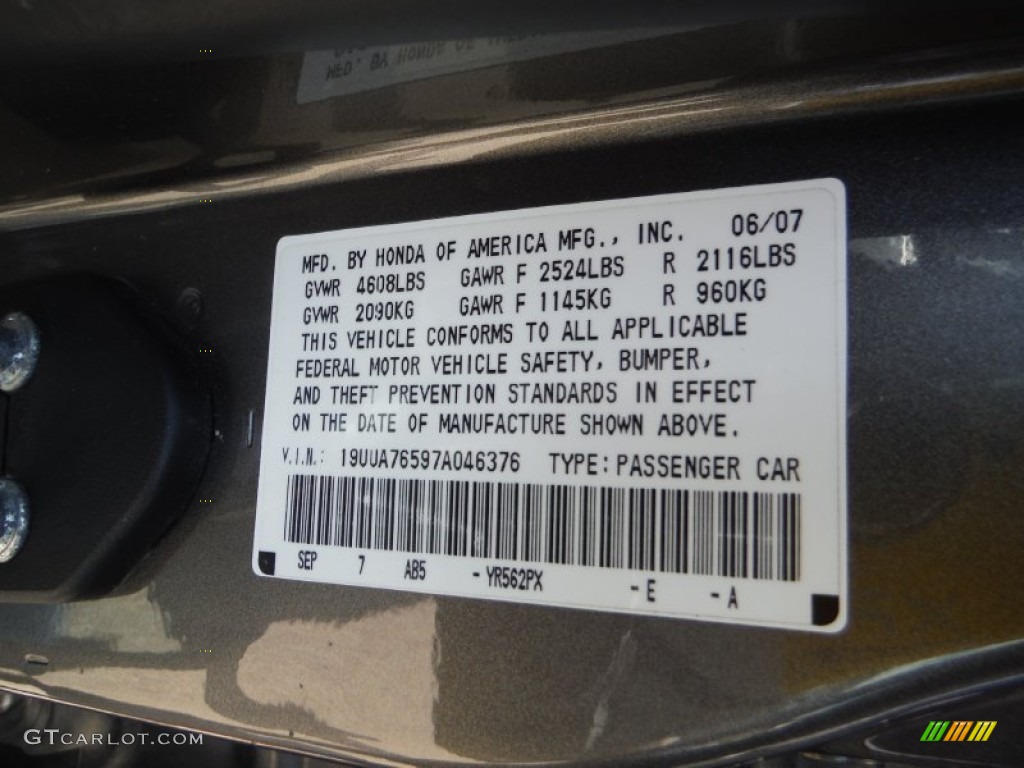 MFD. BY HONDA OF AMERICA MFG., INC. 06/07
GVWR 4608LBS GAWR F 2524LBS R 2116LBS
GVWR 2090KG GAWR F 1145KG R 960KG
THIS VEHICLE CONFORMS TO ALL APPLICABLE
FEDERAL MOTOR VEHICLE SAFETY, BUMPER,
AND THEFT PREVENTION STANDARDS IN EFFECT
ON THE DATE OF MANUFACTURE SHOWN ABOVE.
V.I.N.: 19UUA76597A046376 TYPE: PASSENGER CAR
SEP 7 AB5 - YR562PX - E - A
GTCARLOT.COM